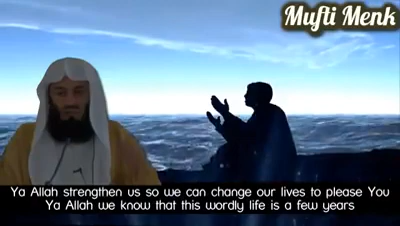 Mufti Menk
Ya Allah strengthen us so we can change our lives to please You
Ya Allah we know that this wordly life is a few years